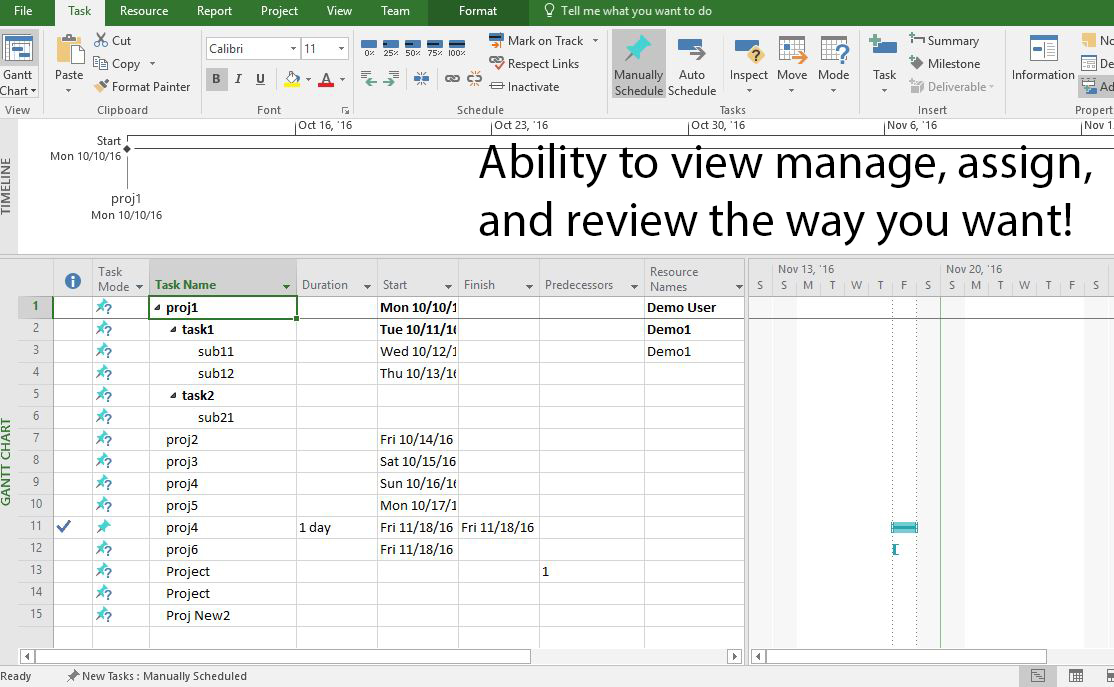 File Task Resource Report Project View Team Format Tell me what you want to do
Gantt Chart
View
Paste
Cut
Copy
Format Painter
Clipboard
Calibri 11
B I U A
Font
0% 25% 50% 75% 100%
Mark on Track
Respect Links
Inactivate
Schedule
Manually Schedule
Auto Schedule
Inspect
Move
Mode
Tasks
Task
Summary
Milestone
Deliverable
Insert
Information
No
De
Ad
Propert
TIMELINE
Oct 16, '16 Oct 23, '16 Oct 30, '16 Nov 6, '16 Nov 1
Start
Mon 10/10/16
proj1
Mon 10/10/16
Ability to view manage, assign,
and review the way you want!
GANTT CHART
Task Mode Task Name Duration Start Finish Predecessors Resource Names
Nov 13, '16 Nov 20, '16
S S M T W T F S S M T W T F S
1 proj1 Mon 10/10/1 Demo User
2 task1 Tue 10/11/16 Demo1
3 sub11 Wed 10/12/1 Demo1
4 sub12 Thu 10/13/16
5 task2
6 sub21
7 proj2 Fri 10/14/16
8 proj3 Sat 10/15/16
9 proj4 Sun 10/16/16
10 proj5 Mon 10/17/1
11 proj4 1 day Fri 11/18/16 Fri 11/18/16
12 proj6 Fri 11/18/16
13 Project 1
14 Project
15 Proj New2
Ready New Tasks : Manually Scheduled